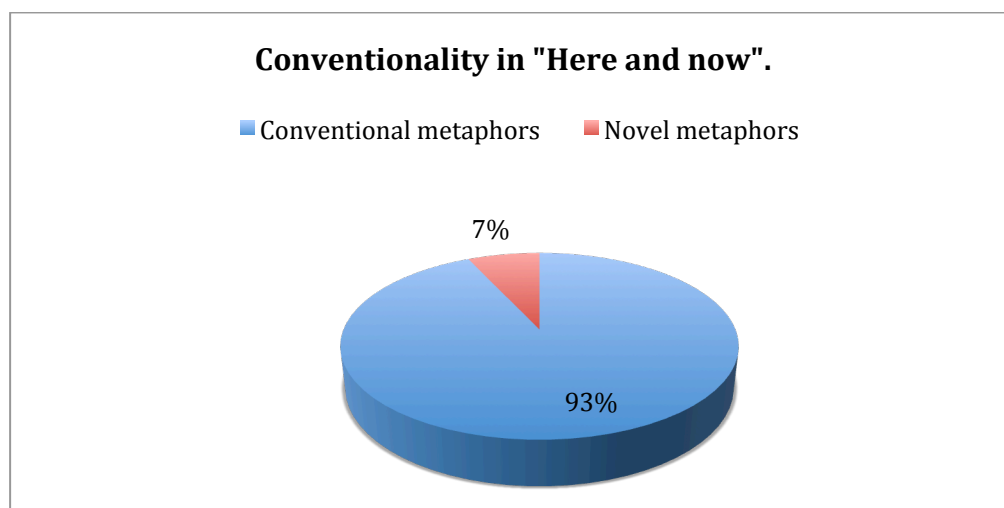 Conventionality in "Here and now".
Conventional metaphors Novel metaphors
7%
93%